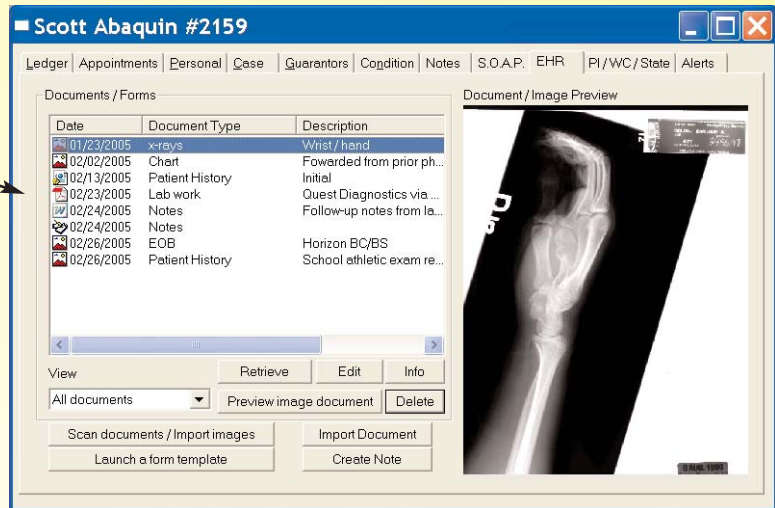 Scott Abaquin #2159
Ledger Appointments Personal Case Guarantors Condition Notes S.O.A.P. EHR PI/WC/State Alerts
Documents / Forms
Document / Image Preview
Date Document Type Description
01/23/2005 x-rays Wrist / hand
02/02/2005 Chart Fowarded from prior ph...
02/13/2005 Patient History Initial
02/23/2005 Lab work Quest Diagnostics via ...
02/24/2005 Notes Follow-up notes from la...
02/24/2005 Notes
02/26/2005 EOB Horizon BC/BS
02/26/2005 Patient History School athletic exam re...
View
Retrieve Edit Info
All documents Preview image document Delete
Scan documents / Import images Import Document
Launch a form template Create Note